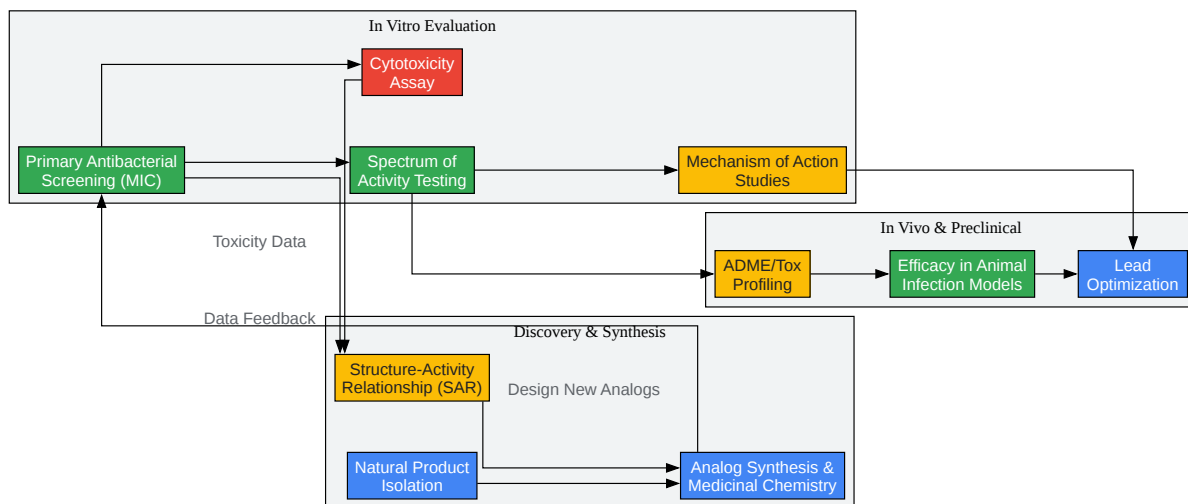 In Vitro Evaluation
Cytotoxicity
Assay
Primary Antibacterial
Screening (MIC)
Spectrum of
Activity Testing
Mechanism of Action
Studies
Toxicity Data
In Vivo & Preclinical
ADME/Tox
Profiling
Efficacy in Animal
Infection Models
Lead
Optimization
Data Feedback
Discovery & Synthesis
Structure-Activity
Relationship (SAR)
Design New Analogs
Natural Product
Isolation
Analog Synthesis &
Medicinal Chemistry